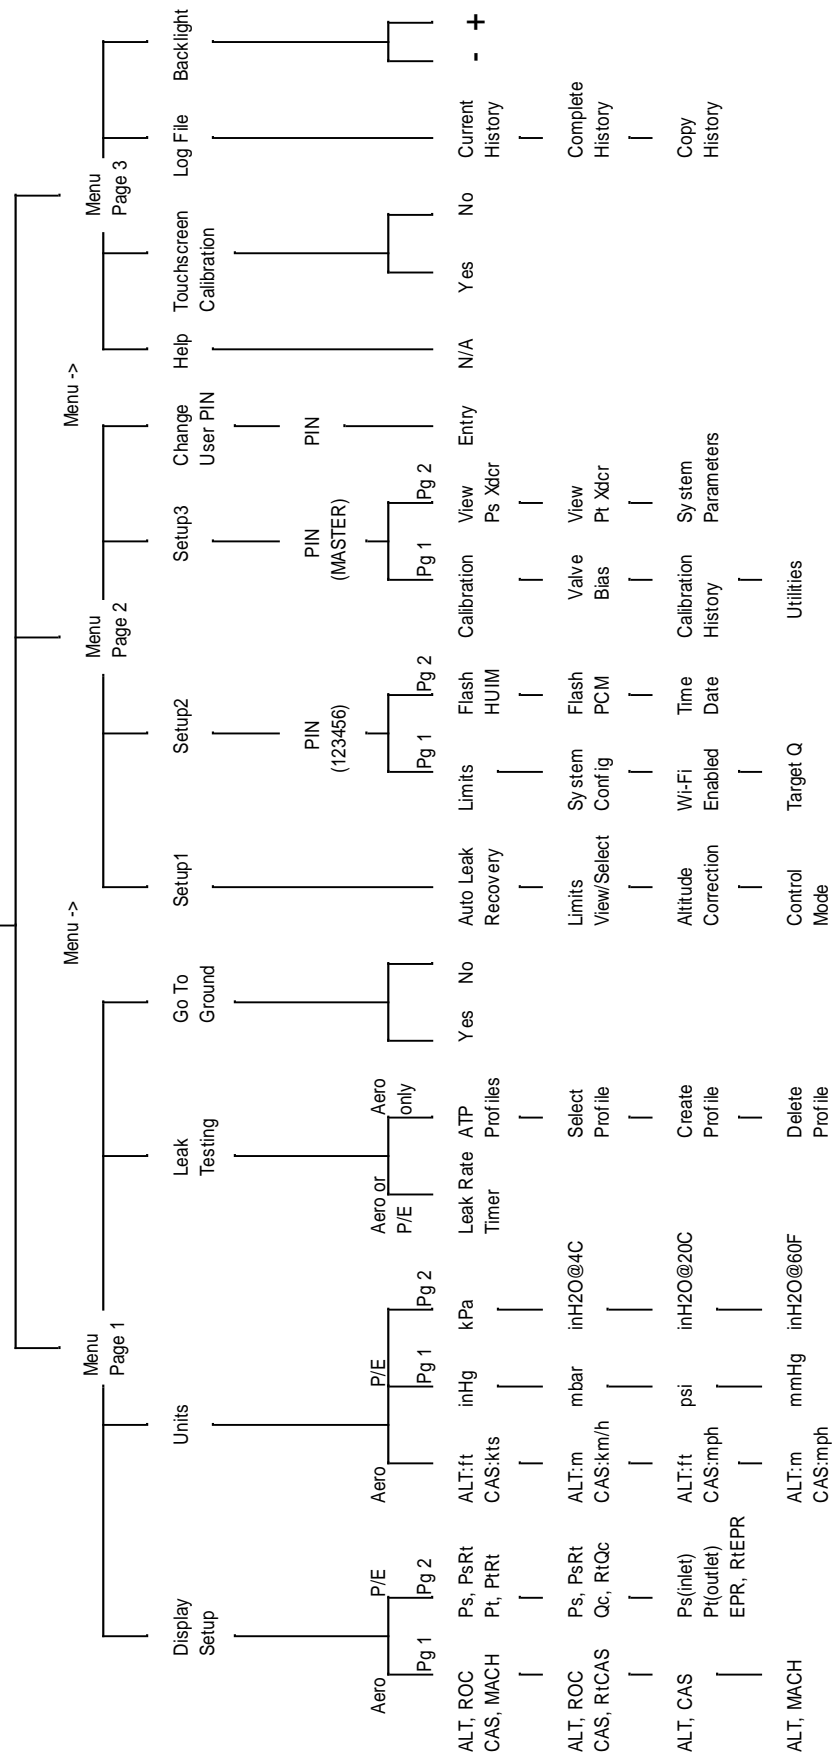 Menu
Page 1
Menu ->
Menu
Page 2
Menu ->
Menu
Page 3
Display
Setup
Units
Leak
Testing
Go To
Ground
Setup1
Setup2
Setup3
Change
User PIN
Help
Touchscreen
Calibration
Log File
Backlight
PIN
(123456)
PIN
(MASTER)
PIN
Aero
P/E
Aero
P/E
Aero or
P/E
Aero
only
Pg 1
Pg 2
Pg 1
Pg 2
Pg 1
Pg 2
Pg 1
Pg 2
ALT, ROC
CAS, MACH
Ps, PsRt
Pt, PtRt
ALT:ft
CAS:kts
inHg
kPa
Leak Rate
Timer
ATP
Profiles
Yes
No
Auto Leak
Recovery
Limits
Flash
HUIM
Calibration
View
Ps Xdcr
Entry
N/A
Yes
No
Current
History
-
+
ALT, ROC
CAS, RtCAS
Ps, PsRt
Qc, RtQc
ALT:m
CAS:km/h
mbar
inH2O@4C
Select
Profile
Limits
View/Select
System
Config
Flash
PCM
Valve
Bias
View
Pt Xdcr
Complete
History
ALT, CAS
Ps(inlet)
Pt(outlet)
EPR, RtEPR
ALT:ft
CAS:mph
psi
inH2O@20C
Create
Profile
Altitude
Correction
Wi-Fi
Enabled
Time
Date
Calibration
History
System
Parameters
Copy
History
ALT, MACH
ALT:m
CAS:mph
mmHg
inH2O@60F
Delete
Profile
Control
Mode
Target Q
Utilities